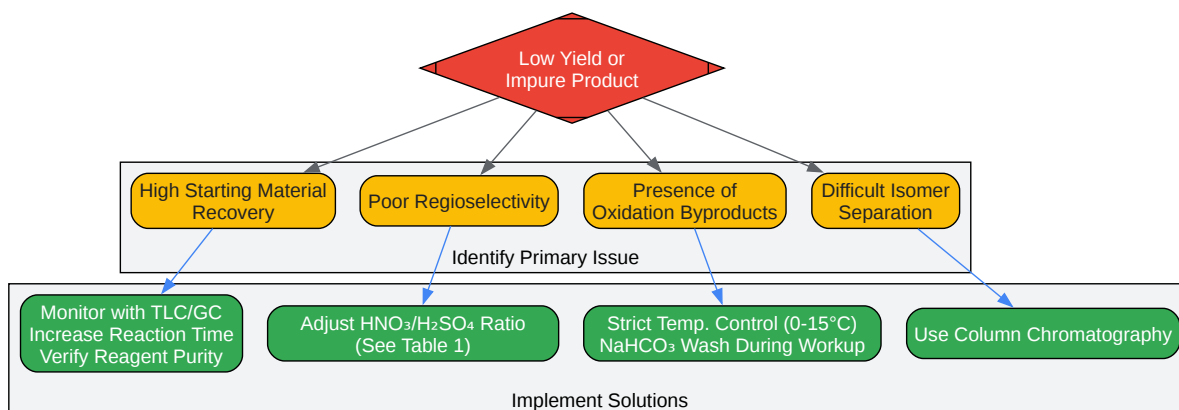 Low Yield or
Impure Product
High Starting Material
Recovery
Poor Regioselectivity
Presence of
Oxidation Byproducts
Difficult Isomer
Separation
Identify Primary Issue
Monitor with TLC/GC
Increase Reaction Time
Verify Reagent Purity
Adjust HNO₃/H₂SO₄ Ratio
(See Table 1)
Strict Temp. Control (0-15°C)
NaHCO₃ Wash During Workup
Use Column Chromatography
Implement Solutions